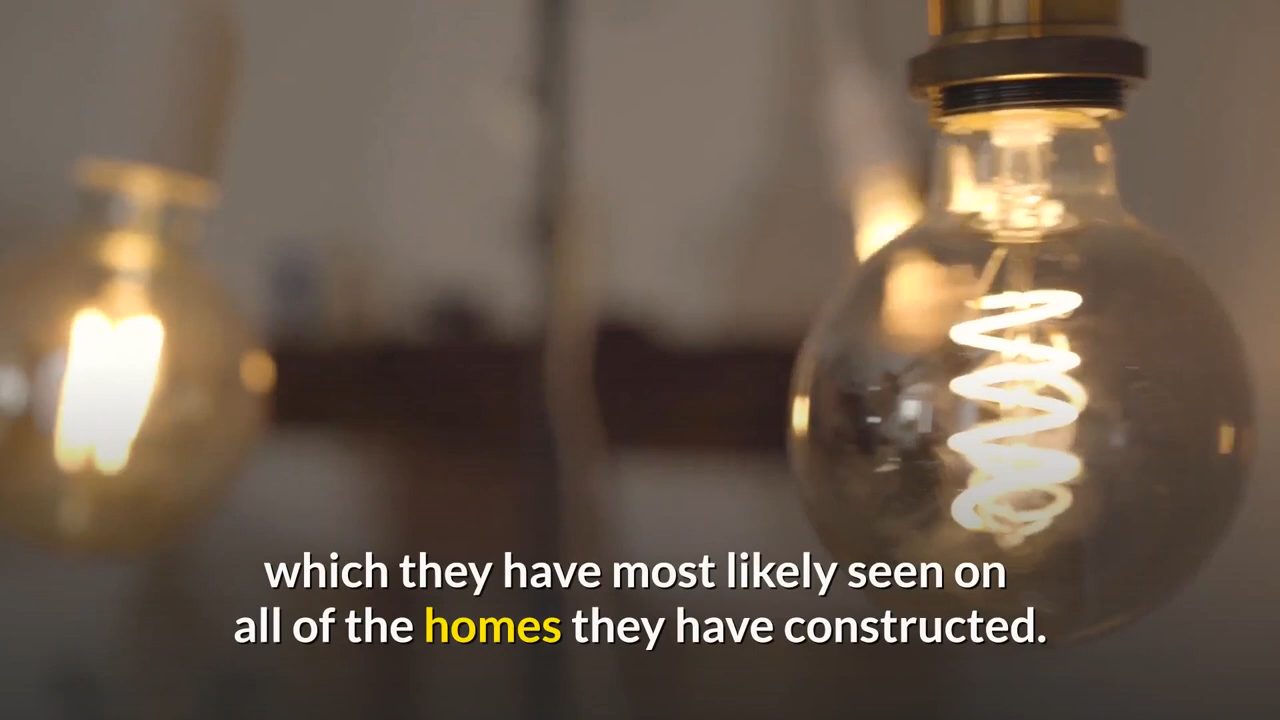 which they have most likely seen on
all of the homes they have constructed.